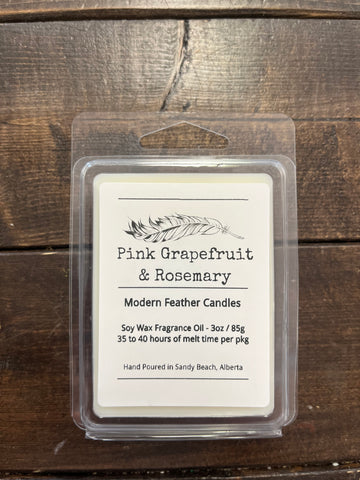 Pink Grapefruit
& Rosemary
Modern Feather Candles
Soy Wax Fragrance Oil - 3oz / 85g
35 to 40 hours of melt time per pkg
Hand Poured in Sandy Beach, Alberta